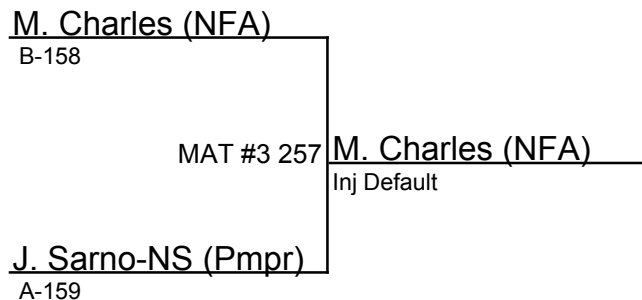 M. Charles (NFA)
B-158
MAT #3 257
M. Charles (NFA)
Inj Default
J. Sarno-NS (Pmpr)
A-159